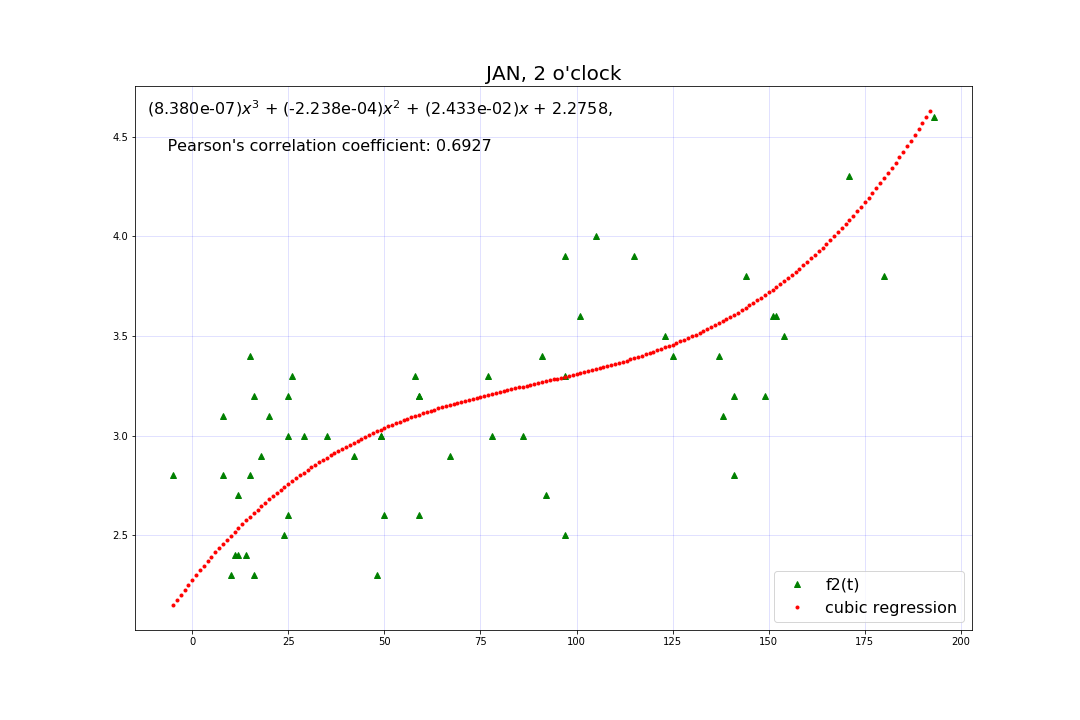 JAN, 2 o'clock
(8.380e-07)x³ + (-2.238e-04)x² + (2.433e-02)x + 2.2758,
Pearson's correlation coefficient: 0.6927
4.5
4.0
3.5
3.0
2.5
f2(t)
cubic regression
0 25 50 75 100 125 150 175 200